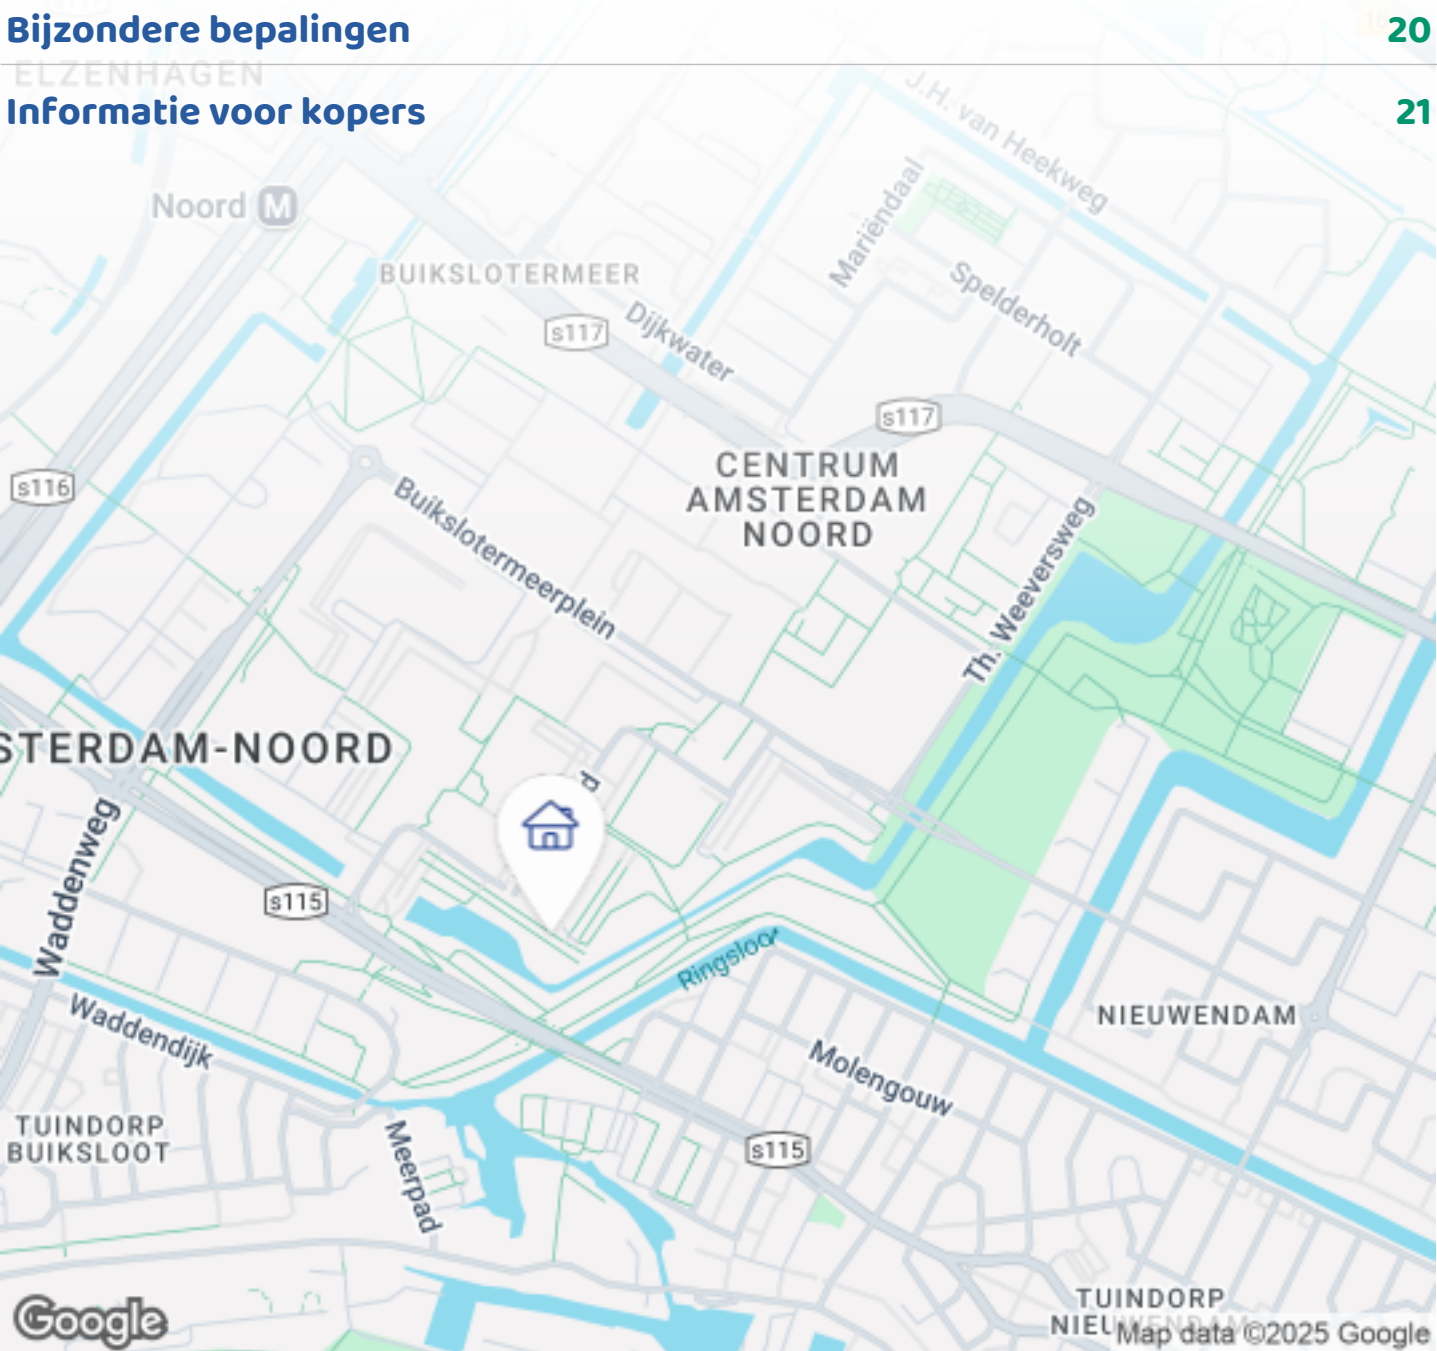 Bijzondere bepalingen 20
ELZENHAGEN
Informatie voor kopers 21
J.H. van Heekweg
Mariëndaal
Noord M
BUIKSLOTERMEER
Spelderholt
s117
Dijkwater
s117
CENTRUM
AMSTERDAM
NOORD
s116
Buikslotermeerplein
Th. Weeversweg
STERDAM-NOORD
d
Waddenweg
s115
Ringsloot
Waddendijk
NIEUWENDAM
Molengouw
TUINDORP
BUIKSLOOT
Meerpad
s115
TUINDORP
NIEUWENDAM
Google
Map data ©2025 Google